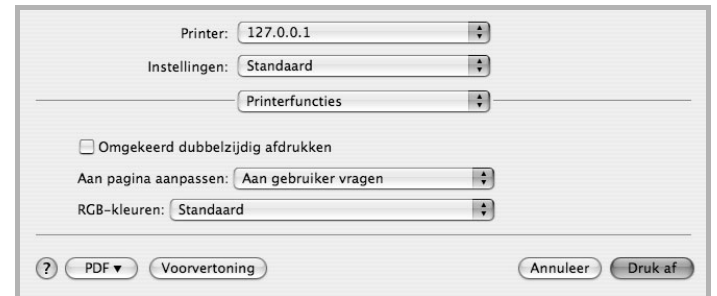 Printer: 127.0.0.1
Instellingen: Standaard
Printerfuncties
Omgekeerd dubbelzijdig afdrukken
Aan pagina aanpassen: Aan gebruiker vragen
RGB-kleuren: Standaard
? PDF ▼ Voorvertoning Annuleer Druk af